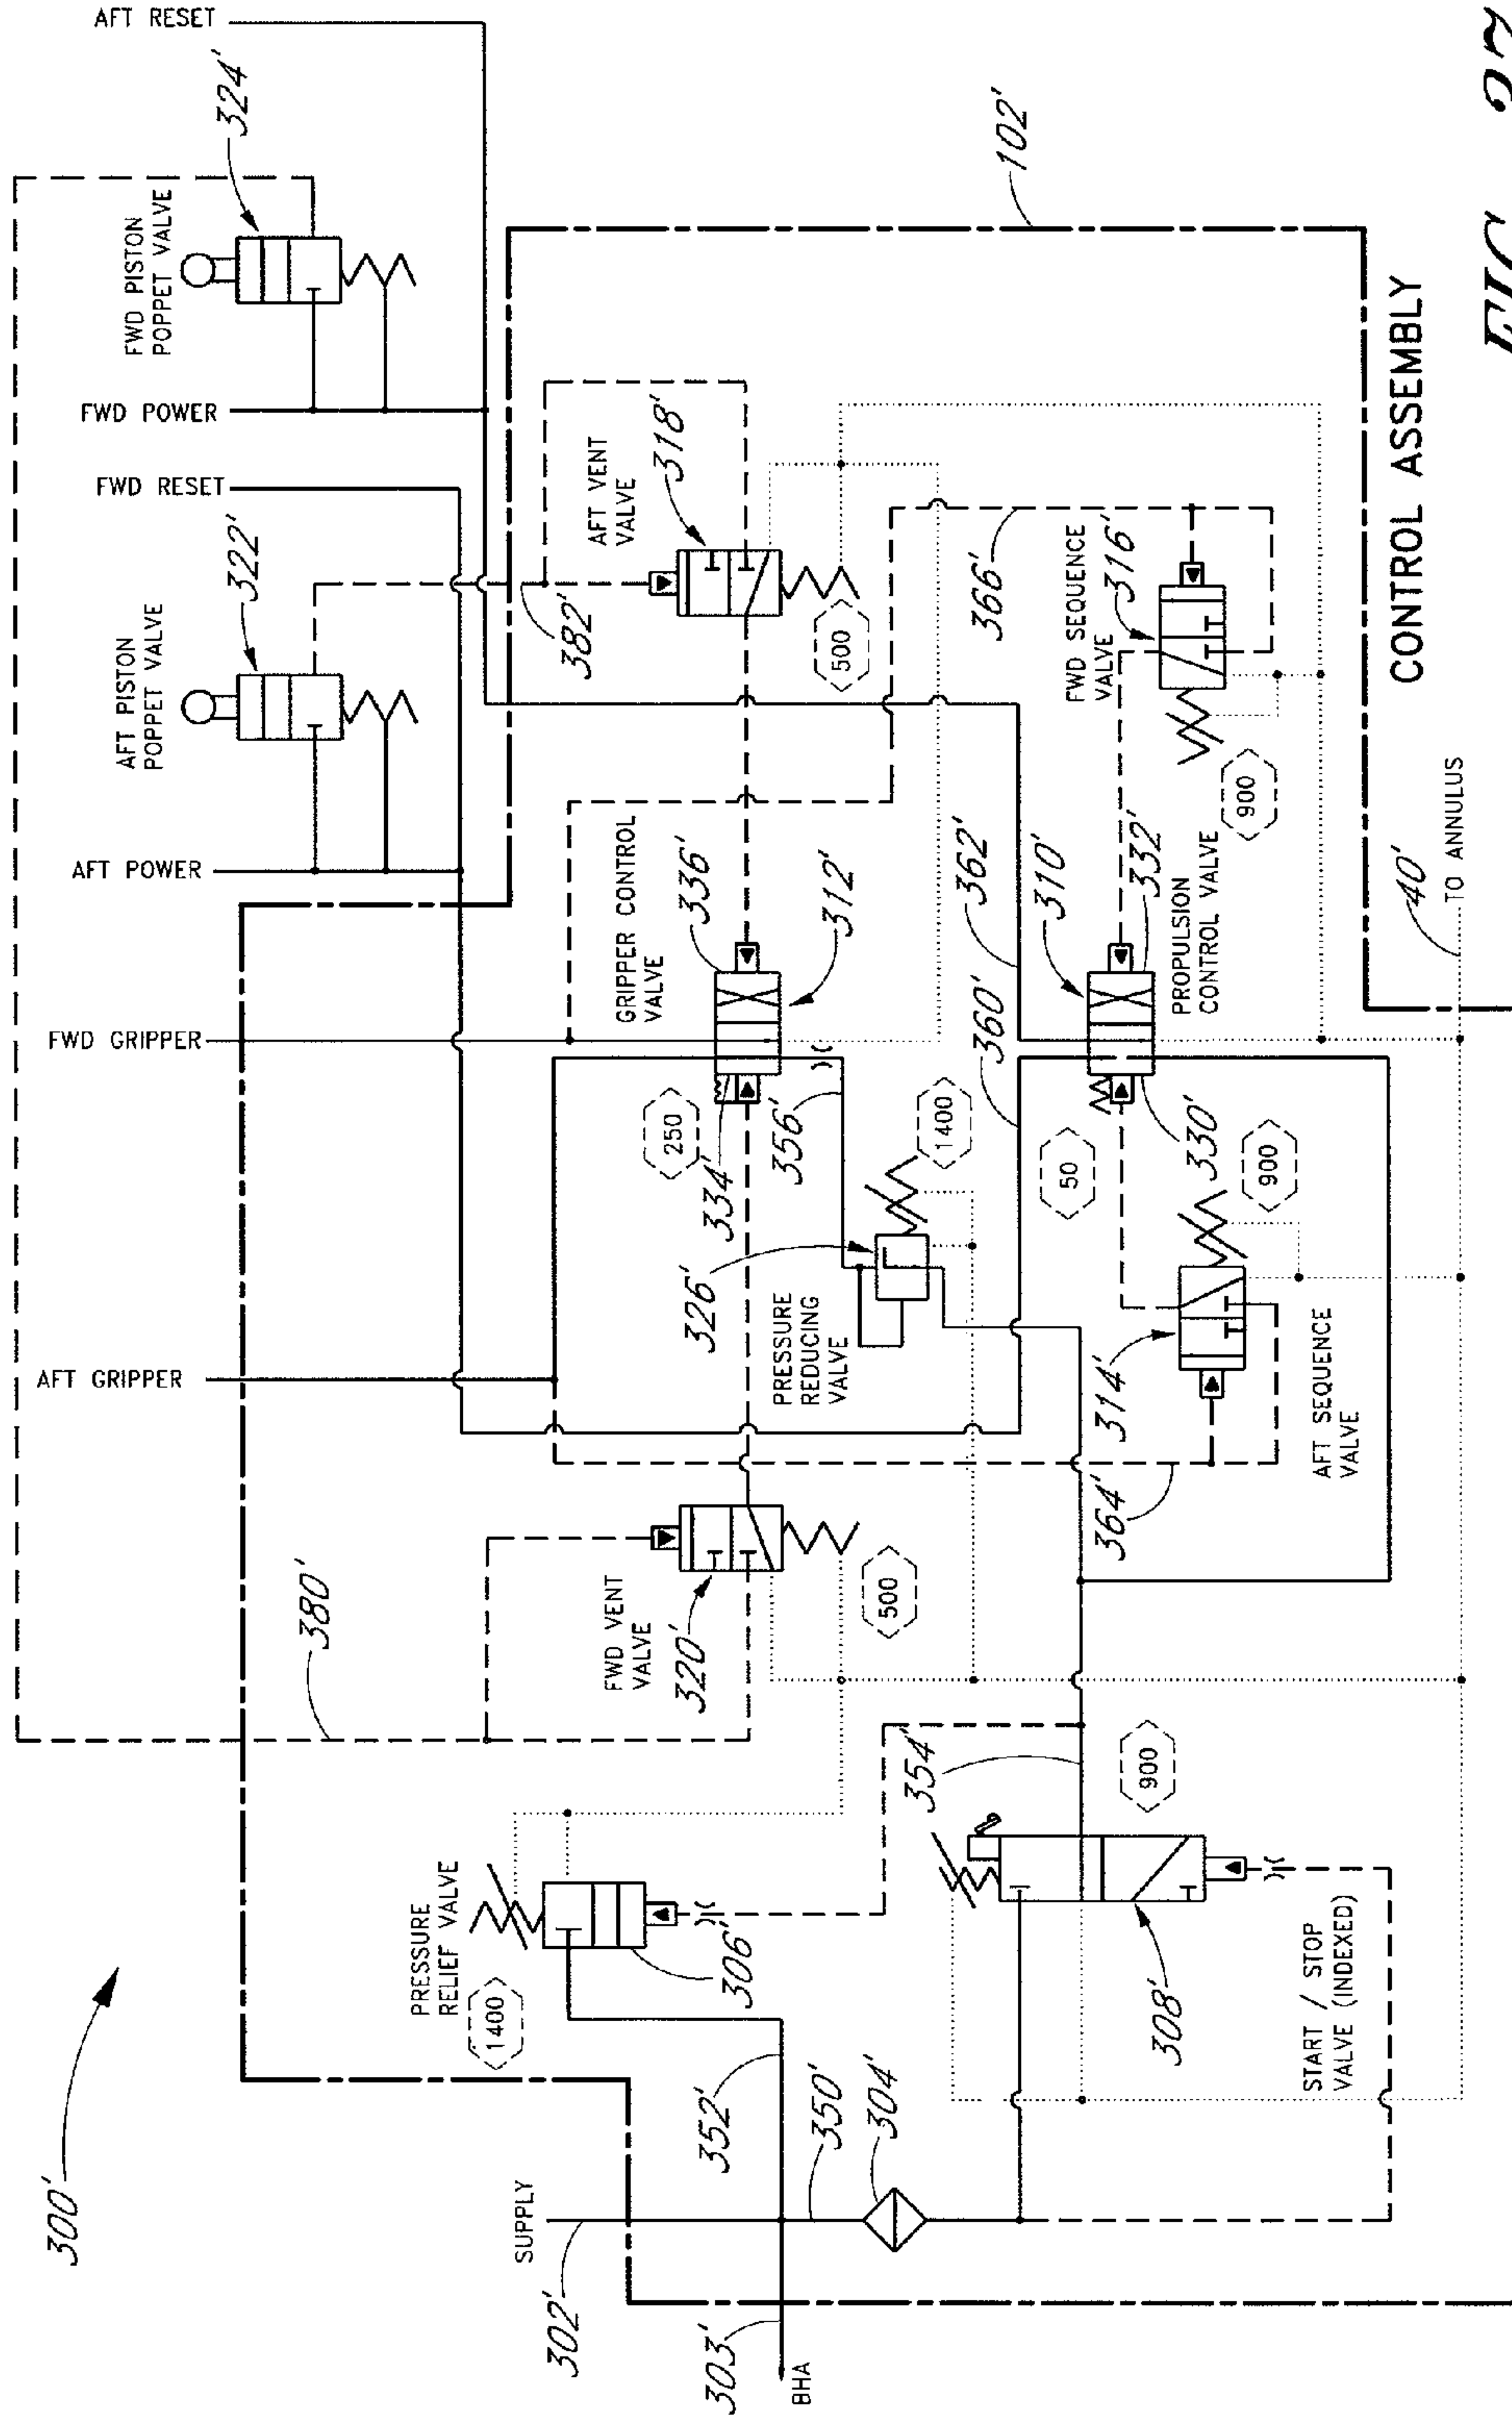 AFT RESET
324'
FWD PISTON
POPPET VALVE
FWD POWER
FWD RESET
322'
AFT PISTON
POPPET VALVE
AFT POWER
FWD GRIPPER
AFT GRIPPER
102'
318'
AFT VENT
VALVE
382'
500
366'
316'
FWD SEQUENCE
VALVE
900
CONTROL ASSEMBLY
336'
GRIPPER CONTROL
VALVE
312'
362'
310'
332'
PROPULSION
CONTROL VALVE
40'
TO ANNULUS
250
334'
356'
360'
1400
50
330'
900
326'
PRESSURE
REDUCING
VALVE
314'
AFT SEQUENCE
VALVE
364'
380'
FWD VENT
VALVE
320'
500
354'
900
PRESSURE
RELIEF VALVE
1400
306'
START / STOP
VALVE (INDEXED)
308'
300'
352'
350'
304'
SUPPLY
302'
303'
BHA